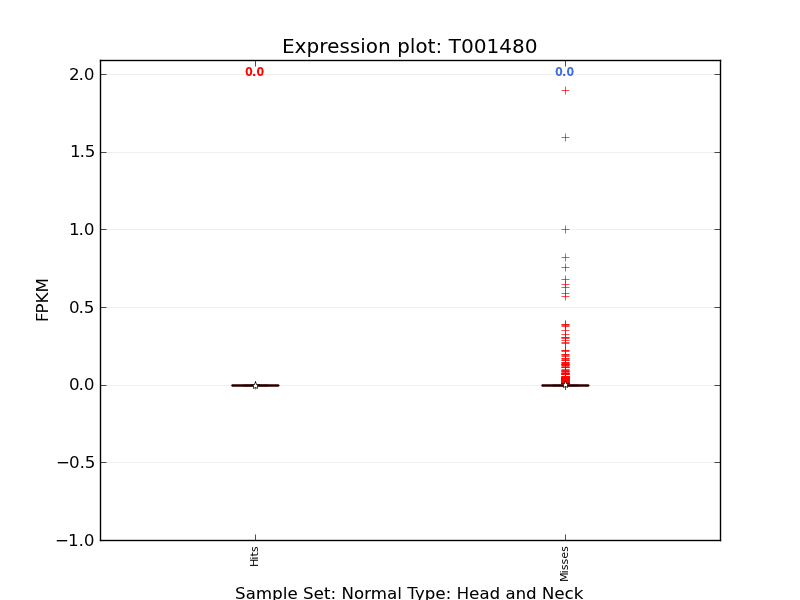 Expression plot: T001480
2.0
1.5
1.0
0.5
0.0
−0.5
−1.0
FPKM
0.0
0.0
Hits
Misses
Sample Set: Normal Type: Head and Neck